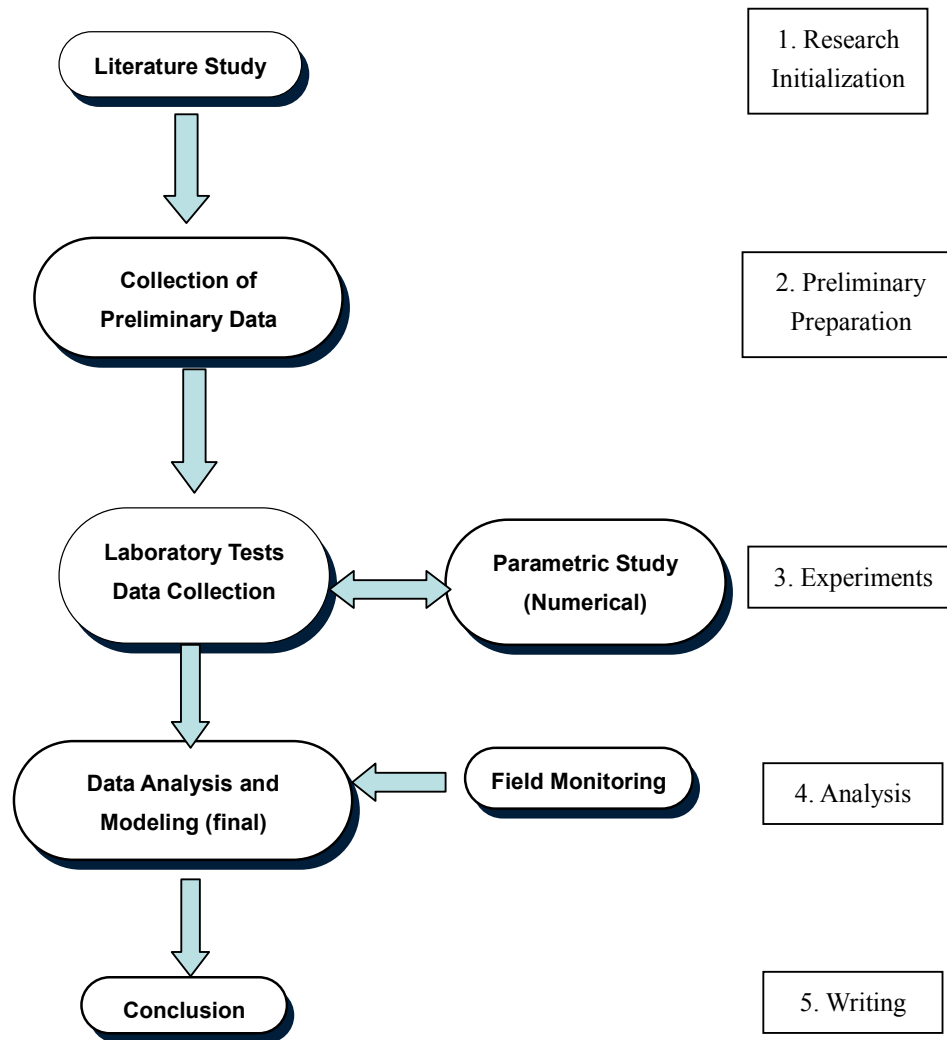 Literature Study
1. Research
Initialization
Collection of
Preliminary Data
2. Preliminary
Preparation
Laboratory Tests
Data Collection
Parametric Study
(Numerical)
3. Experiments
Data Analysis and
Modeling (final)
Field Monitoring
4. Analysis
Conclusion
5. Writing